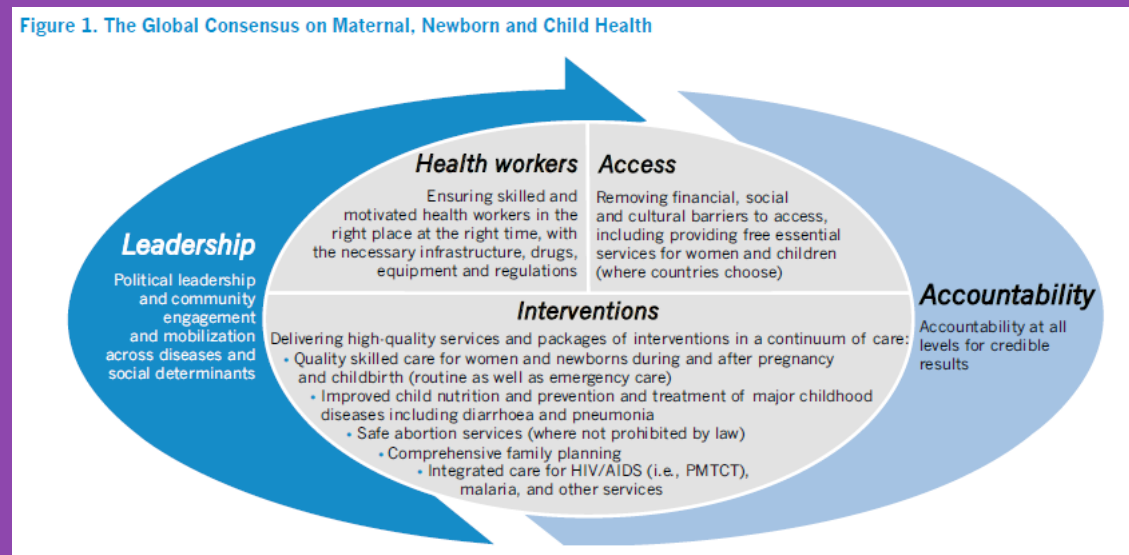 Figure 1. The Global Consensus on Maternal, Newborn and Child Health
Leadership
Political leadership
and community
engagement
and mobilization
across diseases and
social determinants
Health workers
Ensuring skilled and
motivated health workers in the
right place at the right time, with
the necessary infrastructure, drugs,
equipment and regulations
Access
Removing financial, social
and cultural barriers to access,
including providing free essential
services for women and children
(where countries choose)
Interventions
Delivering high-quality services and packages of interventions in a continuum of care:
• Quality skilled care for women and newborns during and after pregnancy
and childbirth (routine as well as emergency care)
• Improved child nutrition and prevention and treatment of major childhood
diseases including diarrhoea and pneumonia
• Safe abortion services (where not prohibited by law)
• Comprehensive family planning
• Integrated care for HIV/AIDS (i.e., PMTCT),
malaria, and other services
Accountability
Accountability at all
levels for credible
results